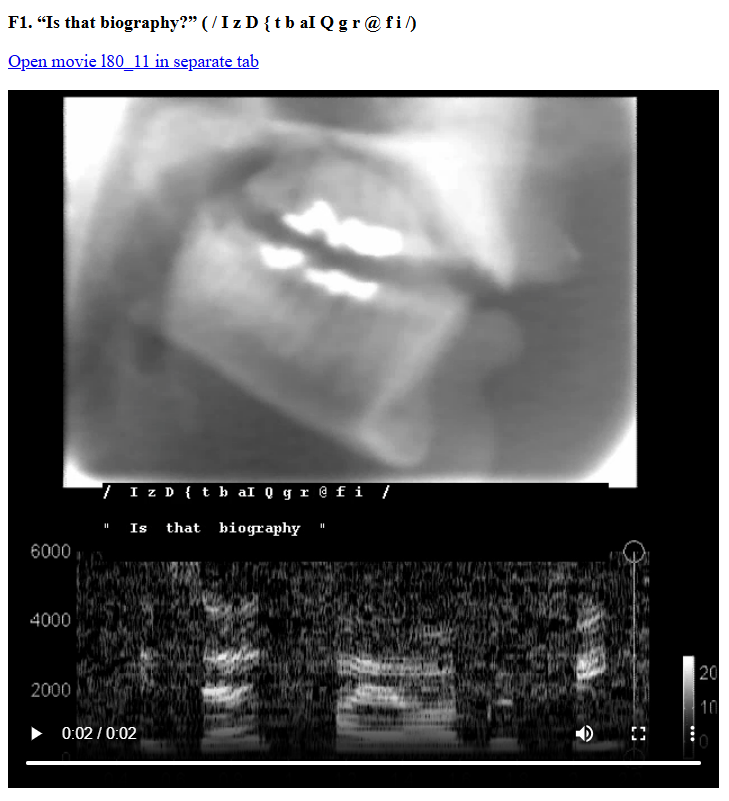 F1. “Is that biography?” ( / I z D { t b aI Q g r @ f i /)
Open movie l80_11 in separate tab
/ I z D { t b aI Q g r @ f i /
" Is that biography "
6000
4000
2000
20
10
0
0:02 / 0:02